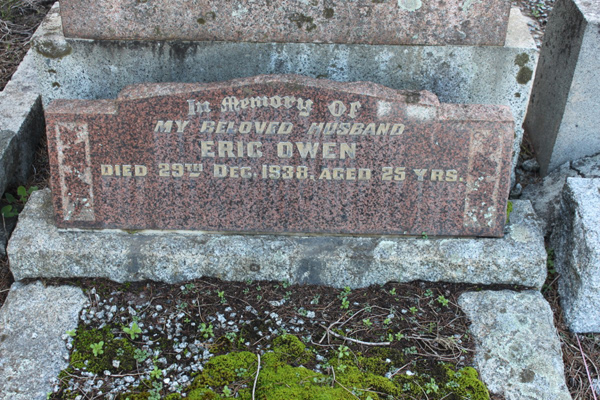 In Memory Of
MY BELOVED HUSBAND
ERIC OWEN
DIED 29TH DEC. 1938. AGED 25 YRS.